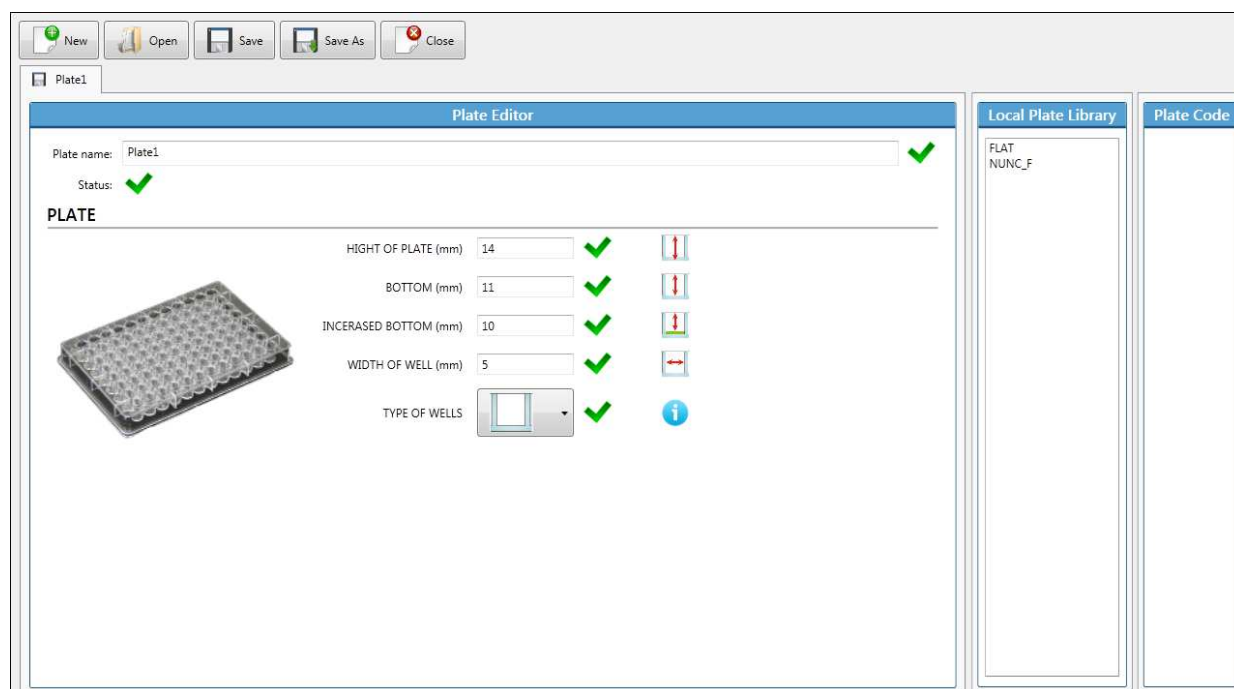 New Open Save Save As Close
Plate1
Plate Editor
Plate name: Plate1
Status:
PLATE
HIGHT OF PLATE (mm) 14
BOTTOM (mm) 11
INCERASED BOTTOM (mm) 10
WIDTH OF WELL (mm) 5
TYPE OF WELLS
Local Plate Library
FLAT
NUNC_F
Plate Code